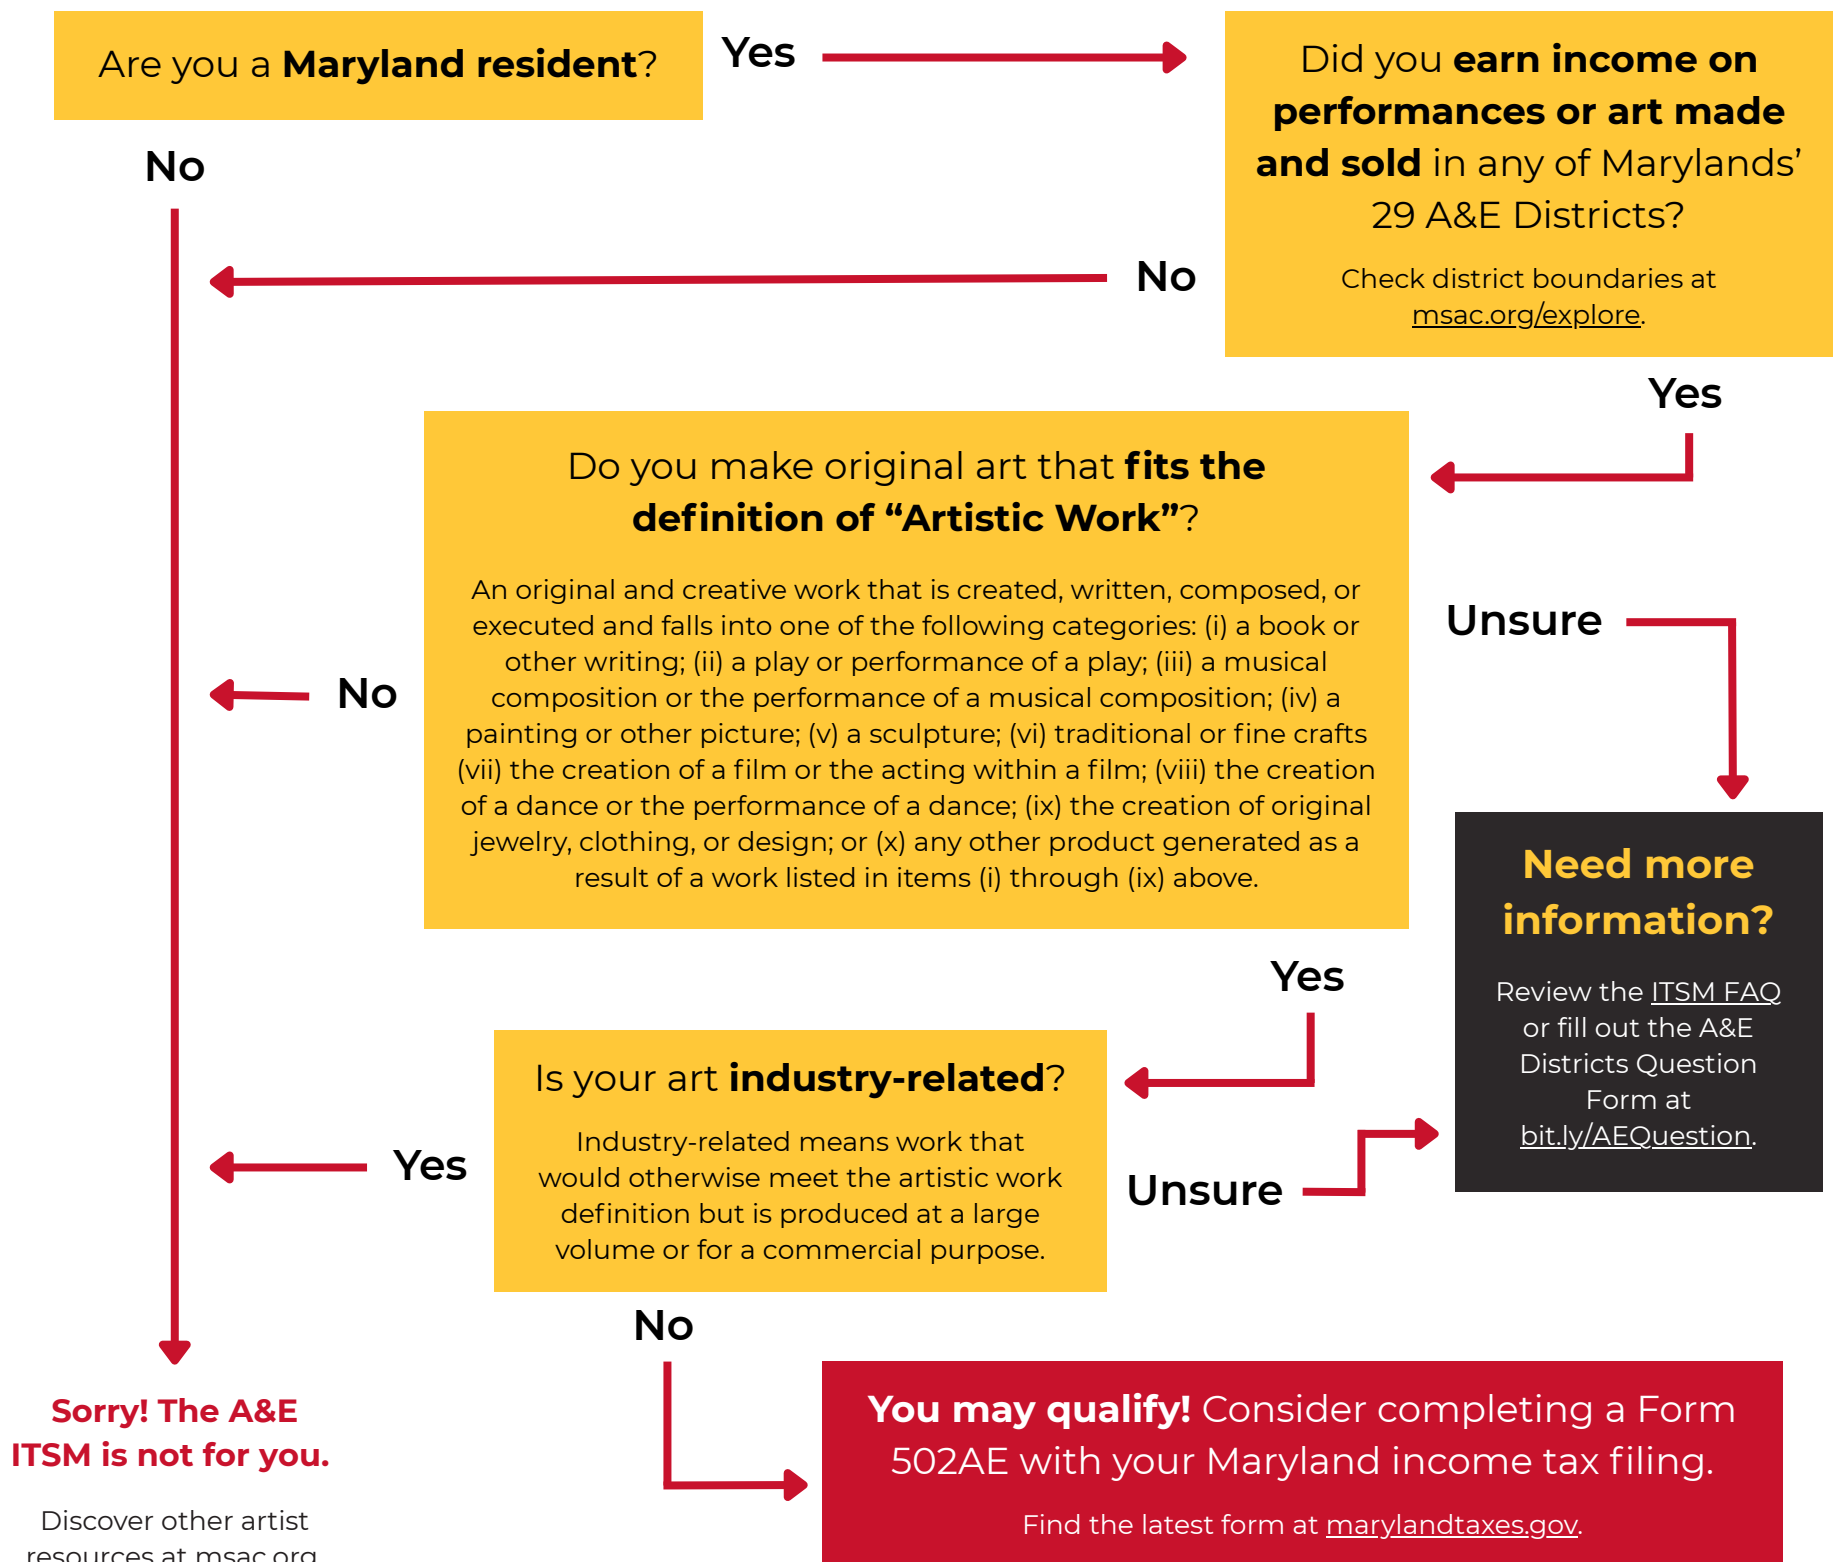 Are you a Maryland resident?
Yes
Did you earn income on
performances or art made
and sold in any of Marylands’
29 A&E Districts?
Check district boundaries at
msac.org/explore.
No
No
Yes
Do you make original art that fits the
definition of “Artistic Work”?
An original and creative work that is created, written, composed, or
executed and falls into one of the following categories: (i) a book or
other writing; (ii) a play or performance of a play; (iii) a musical
composition or the performance of a musical composition; (iv) a
painting or other picture; (v) a sculpture; (vi) traditional or fine crafts
(vii) the creation of a film or the acting within a film; (viii) the creation
of a dance or the performance of a dance; (ix) the creation of original
jewelry, clothing, or design; or (x) any other product generated as a
result of a work listed in items (i) through (ix) above.
No
Unsure
Need more
information?
Review the ITSM FAQ
or fill out the A&E
Districts Question
Form at
bit.ly/AEQuestion.
Yes
Is your art industry-related?
Industry-related means work that
would otherwise meet the artistic work
definition but is produced at a large
volume or for a commercial purpose.
Yes
Unsure
No
Sorry! The A&E
ITSM is not for you.
Discover other artist
resources at msac.org
You may qualify! Consider completing a Form
502AE with your Maryland income tax filing.
Find the latest form at marylandtaxes.gov.